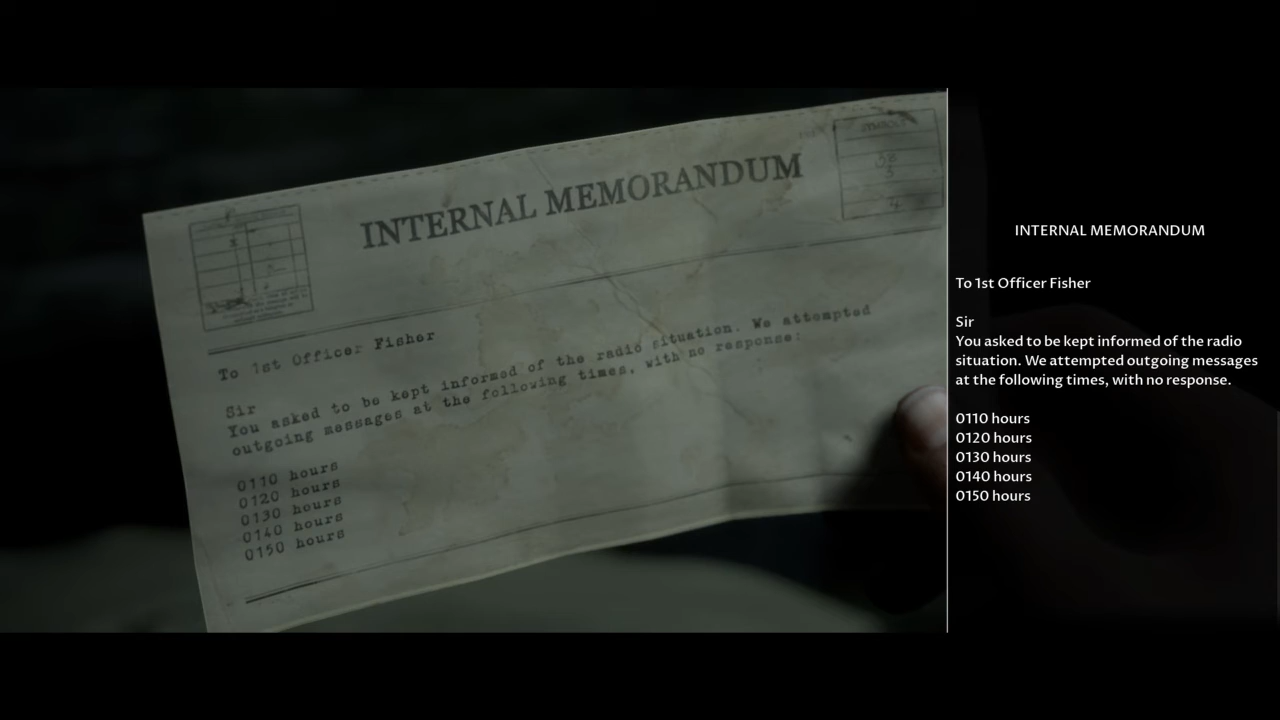 INTERNAL MEMORANDUM
To 1st Officer Fisher
Sir
You asked to be kept informed of the radio situation. We attempted
outgoing messages at the following times, with no response:
0110 hours
0120 hours
0130 hours
0140 hours
0150 hours
INTERNAL MEMORANDUM
To 1st Officer Fisher
Sir
You asked to be kept informed of the radio
situation. We attempted outgoing messages
at the following times, with no response.
0110 hours
0120 hours
0130 hours
0140 hours
0150 hours